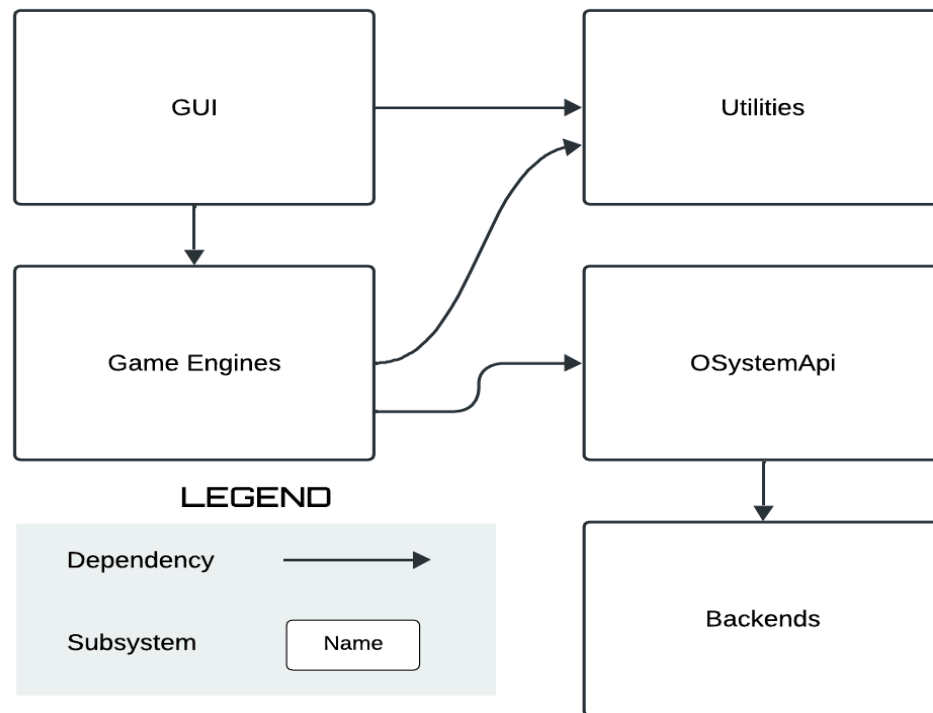 GUI
Utilities
Game Engines
OSystemApi
LEGEND
Dependency
Subsystem
Name
Backends